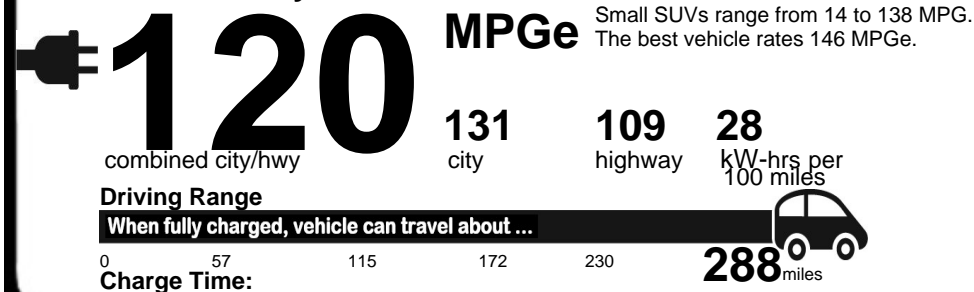 120
MPGe
Small SUVs range from 14 to 138 MPG.
The best vehicle rates 146 MPGe.
131
109
28
combined city/hwy
city
highway
kW-hrs per
100 miles
Driving Range
When fully charged, vehicle can travel about ...
0 57 115 172 230 288 miles
Charge Time: